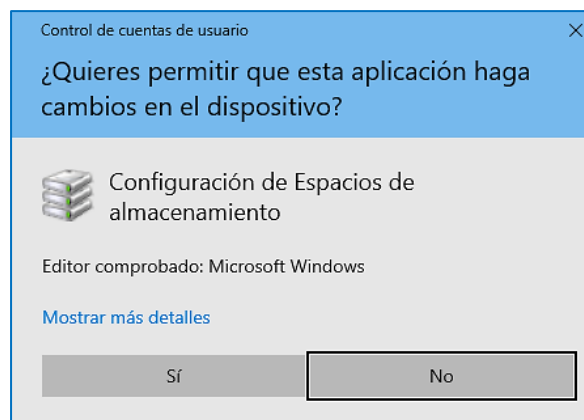 Control de cuentas de usuario
¿Quieres permitir que esta aplicación haga
cambios en el dispositivo?
Configuración de Espacios de
almacenamiento
Editor comprobado: Microsoft Windows
Mostrar más detalles
Sí
No